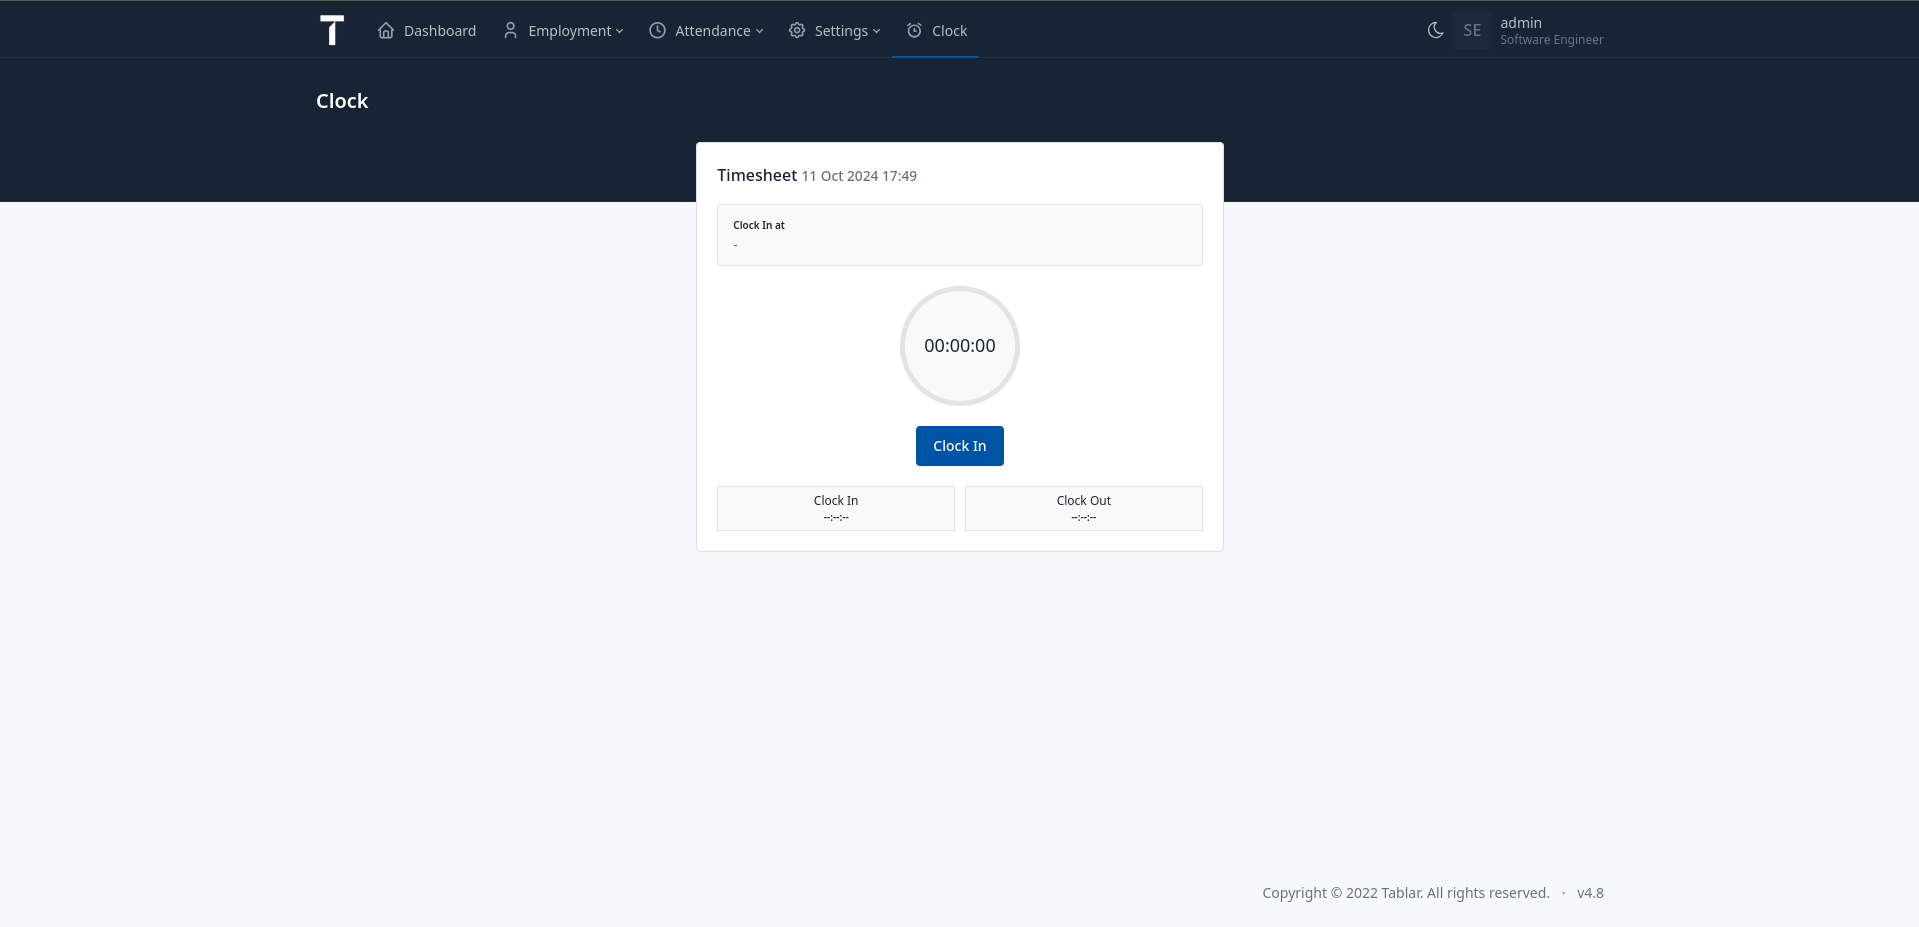 T Dashboard Employment Attendance Settings Clock SE admin
Software Engineer
Clock
Timesheet 11 Oct 2024 17:49
Clock In at
-
00:00:00
Clock In
Clock In Clock Out
--:--:-- --:--:--
Copyright © 2022 Tablar. All rights reserved. · v4.8